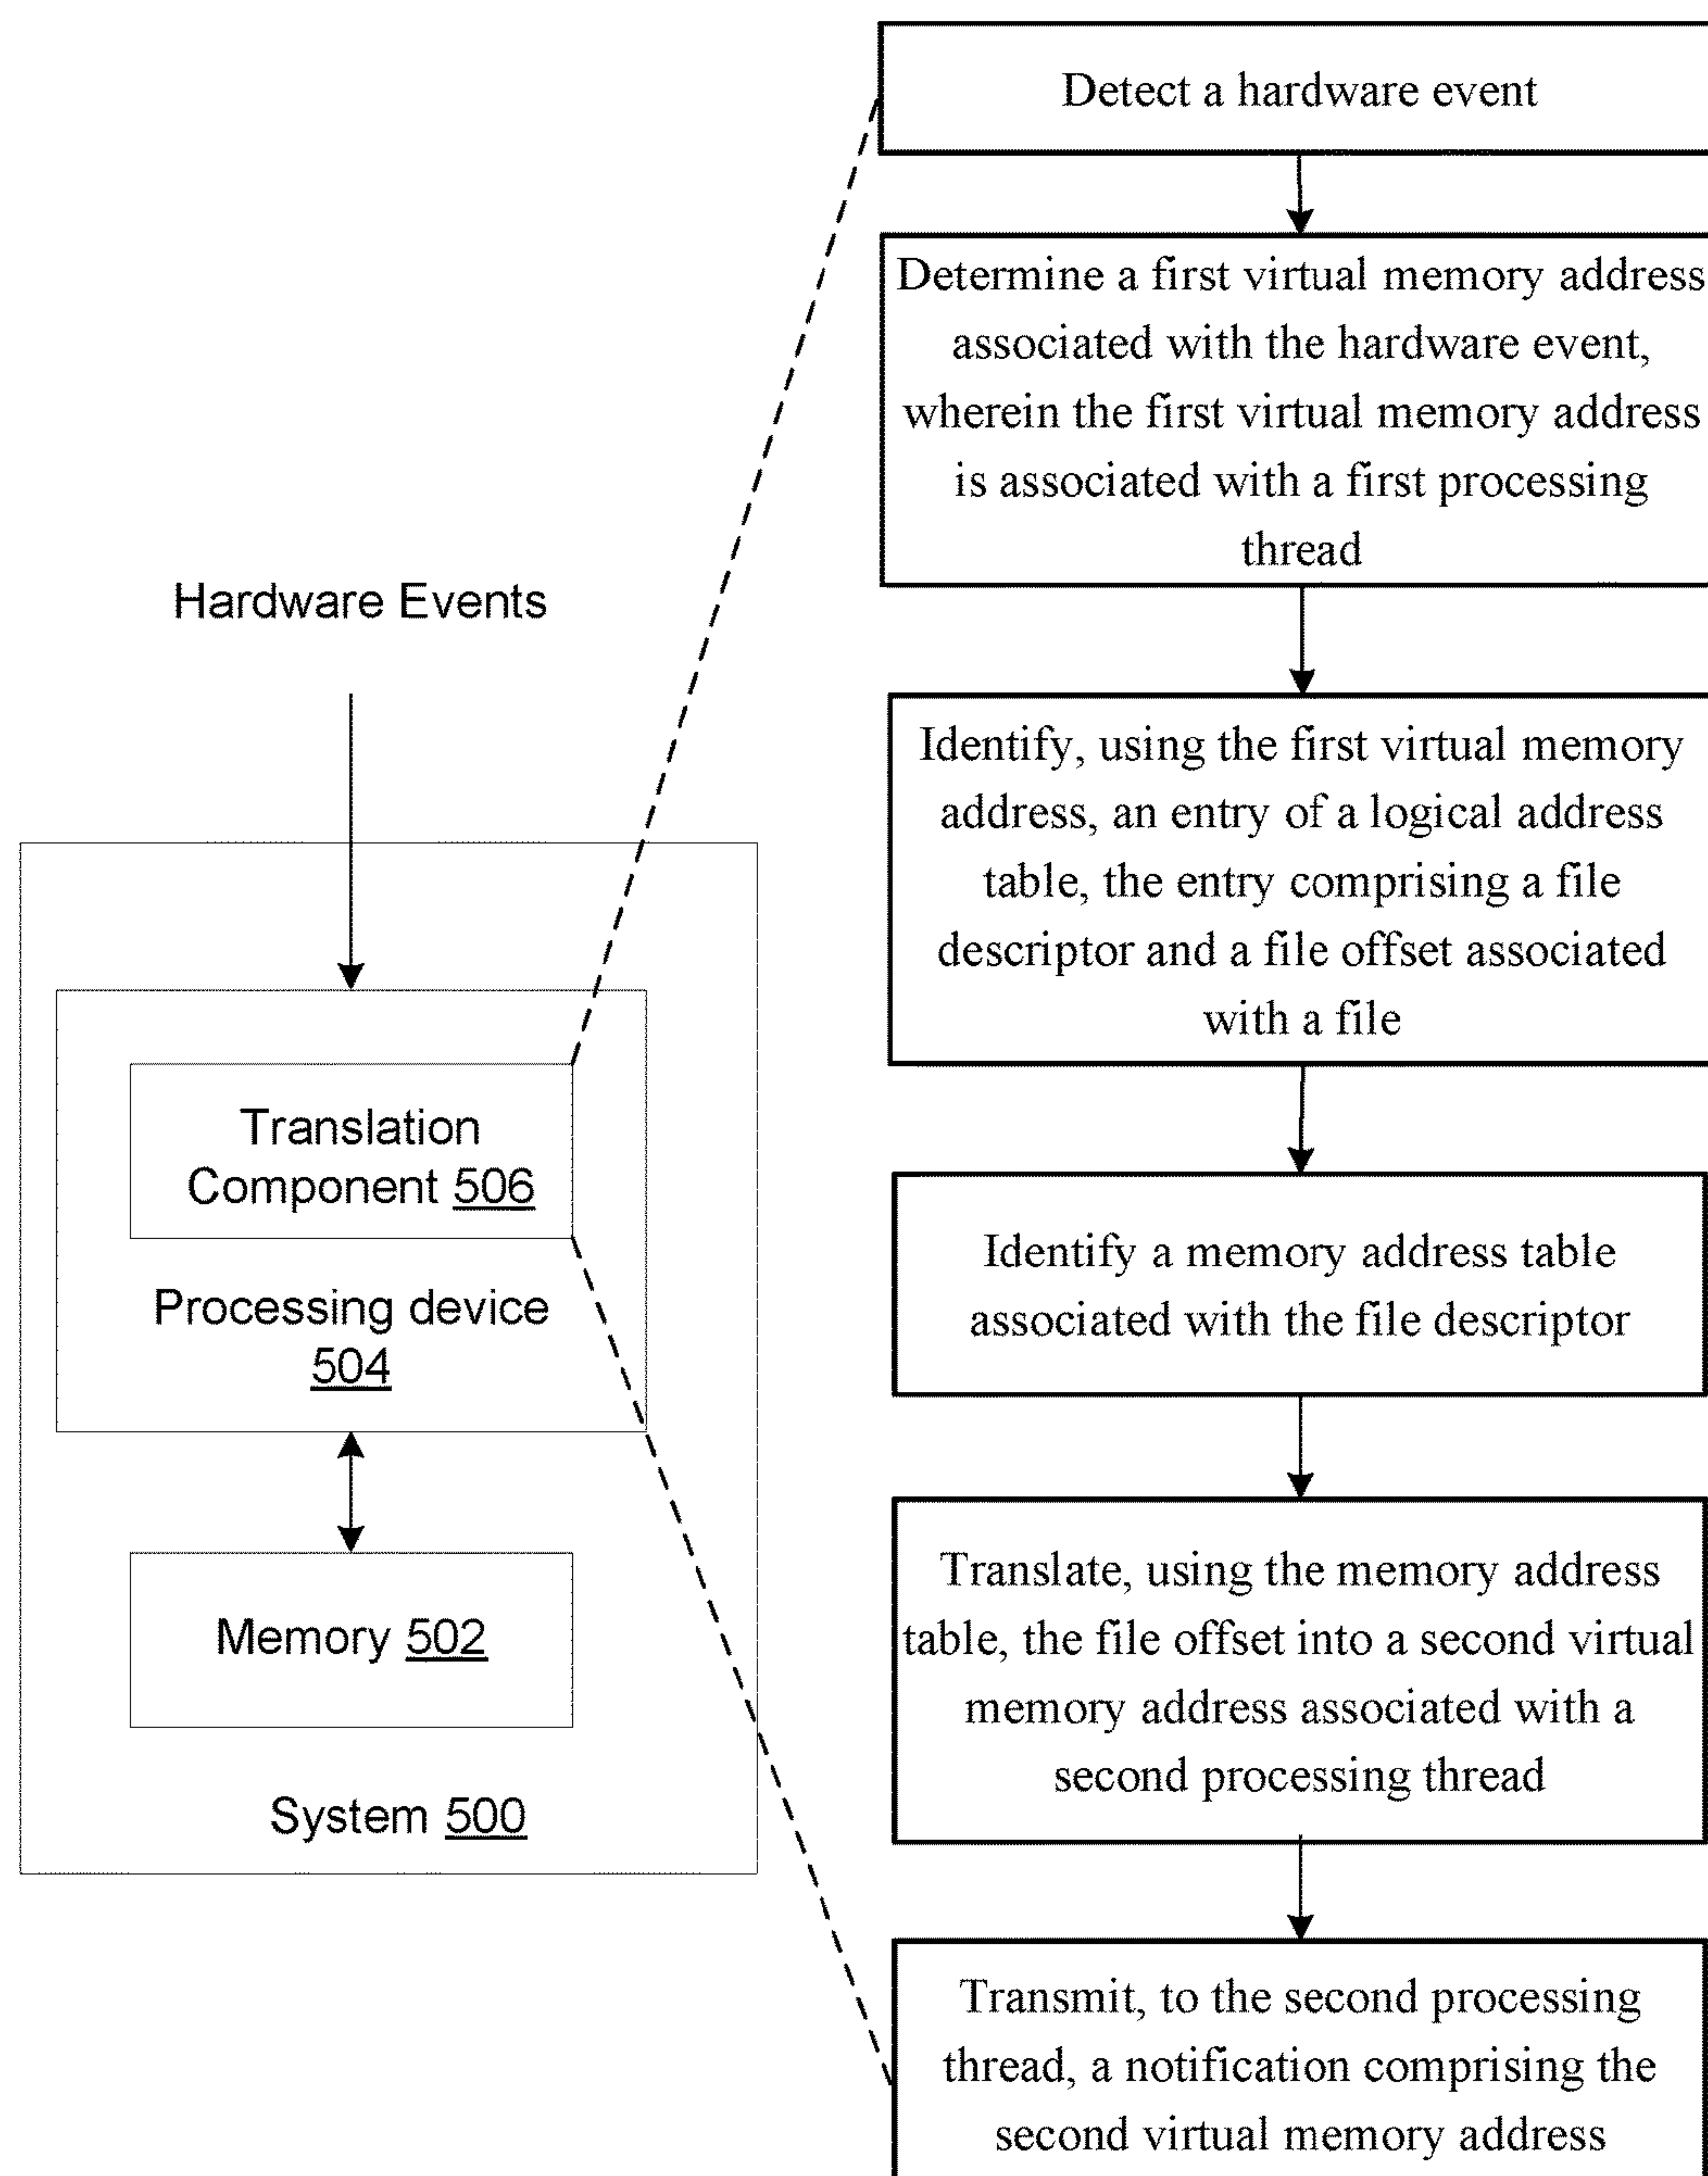 Hardware Events
Translation
Component 506
Processing device
504
Memory 502
System 500
Detect a hardware event
Determine a first virtual memory address
associated with the hardware event,
wherein the first virtual memory address
is associated with a first processing
thread
Identify, using the first virtual memory
address, an entry of a logical address
table, the entry comprising a file
descriptor and a file offset associated
with a file
Identify a memory address table
associated with the file descriptor
Translate, using the memory address
table, the file offset into a second virtual
memory address associated with a
second processing thread
Transmit, to the second processing
thread, a notification comprising the
second virtual memory address